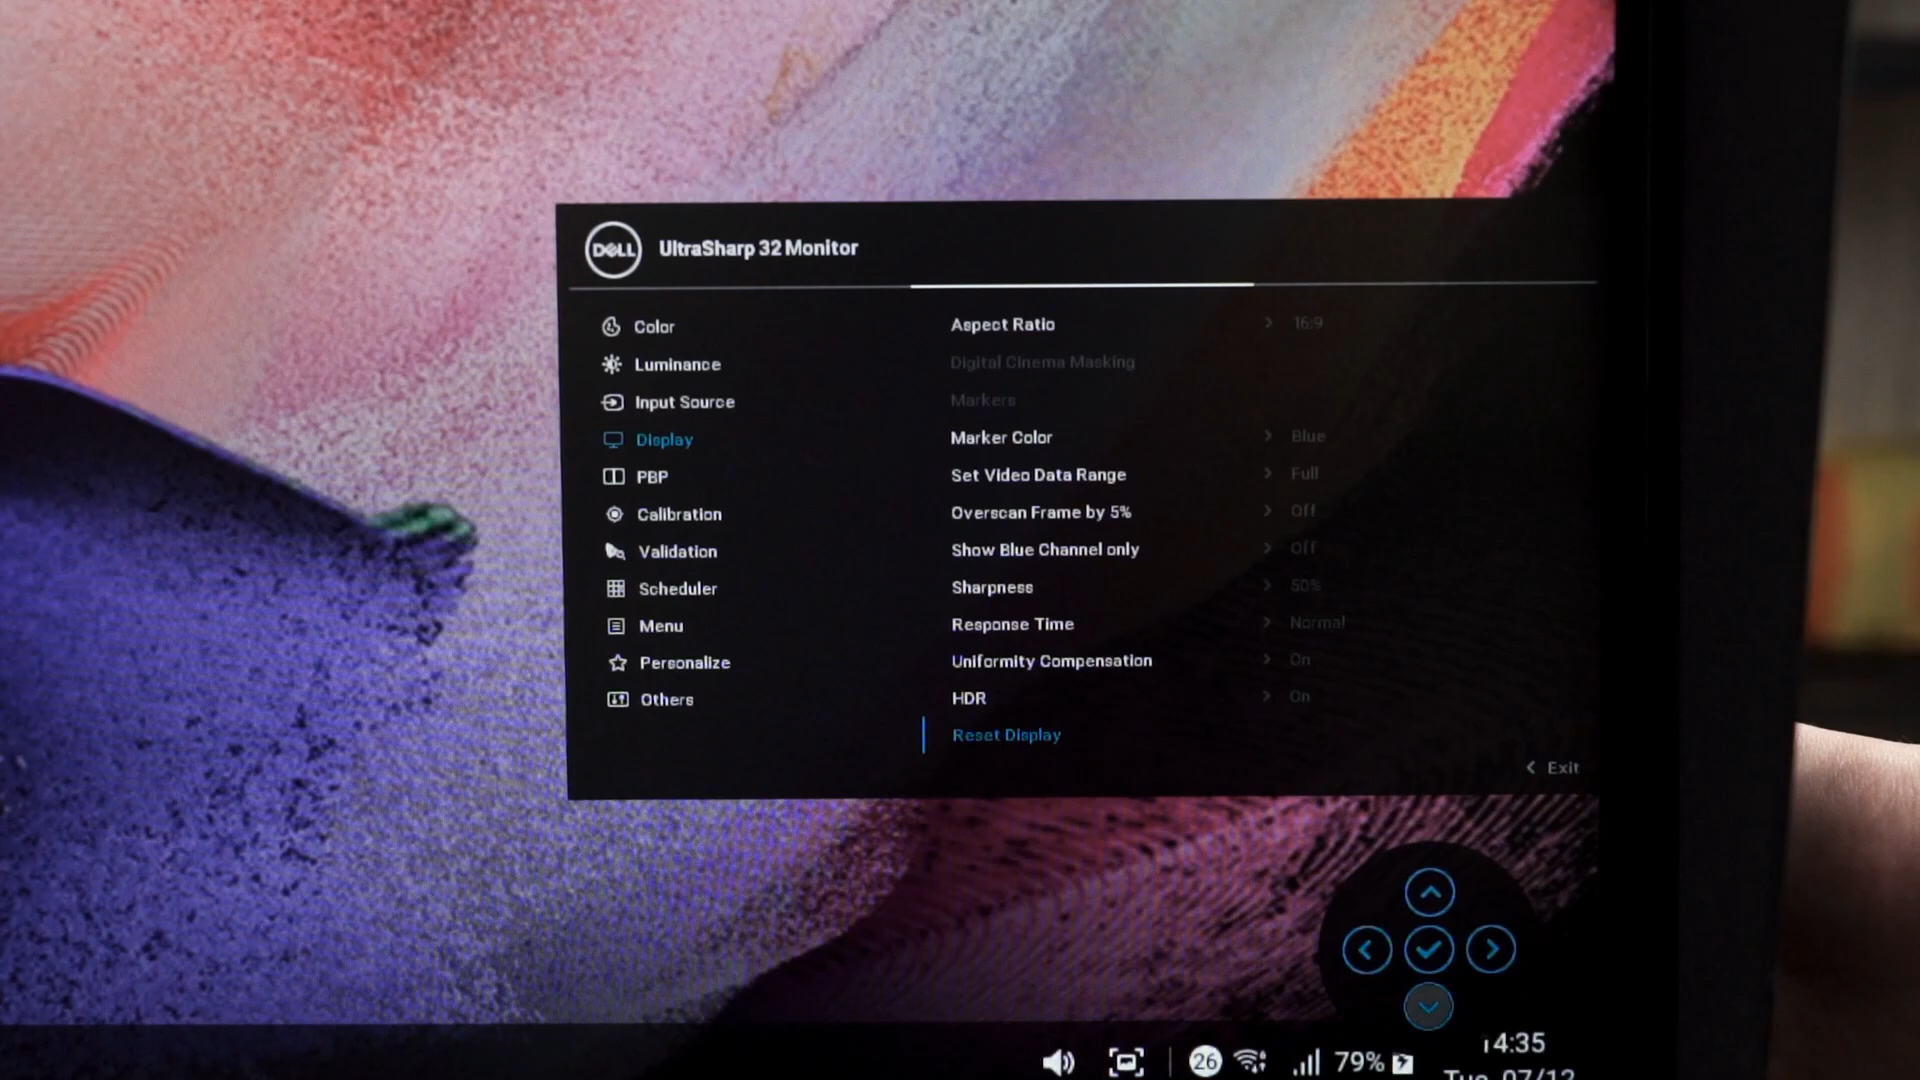 DELL
UltraSharp 32 Monitor
Color
Luminance
Input Source
Display
PBP
Calibration
Validation
Scheduler
Menu
Personalize
Others
Aspect Ratio > 16:9
Digital Cinema Masking
Markers
Marker Color > Blue
Set Video Data Range > Full
Overscan Frame by 5% > Off
Show Blue Channel only > Off
Sharpness > 50%
Response Time > Normal
Uniformity Compensation > On
HDR > On
Reset Display
< Exit
26 79% 14:35
Tue, 07/12